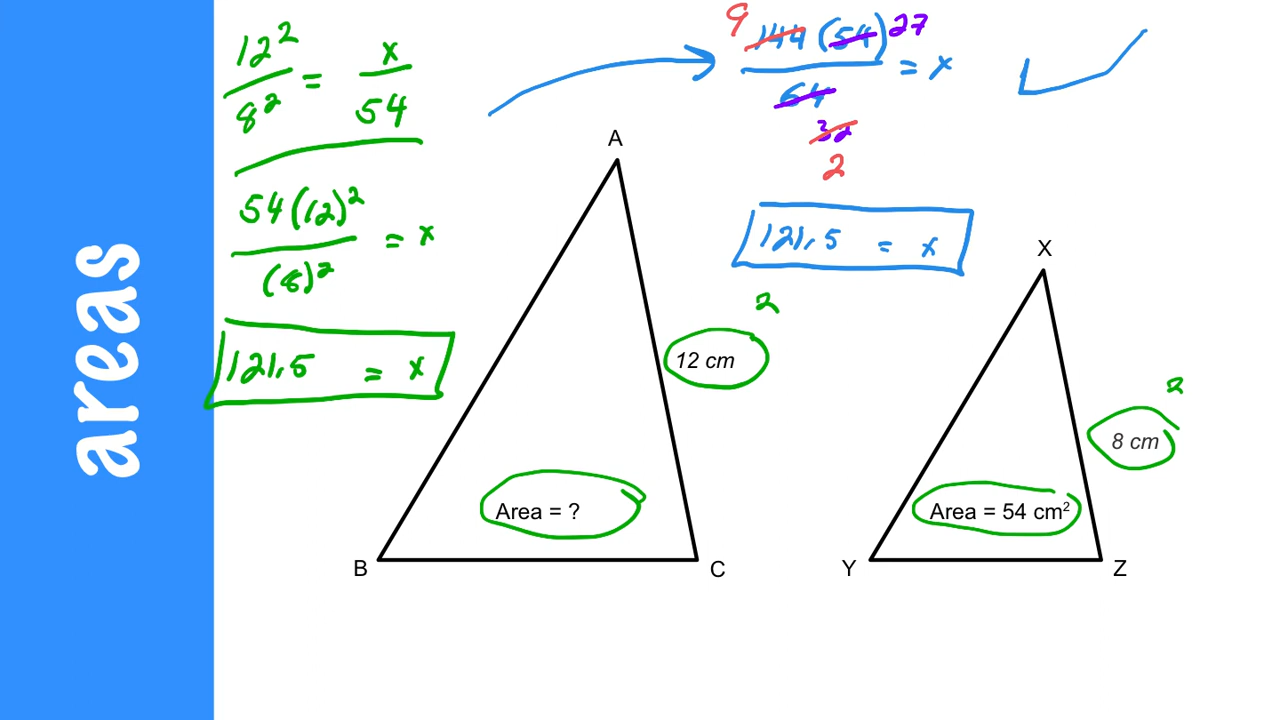 areas
12² / 8² = x / 54
54(12)² / (8)² = x
121.5 = x
9 144 (54) 27 / 64 = x
32
2
121.5 = x
A
2
12 cm
Area = ?
B
C
X
2
8 cm
Area = 54 cm²
Y
Z